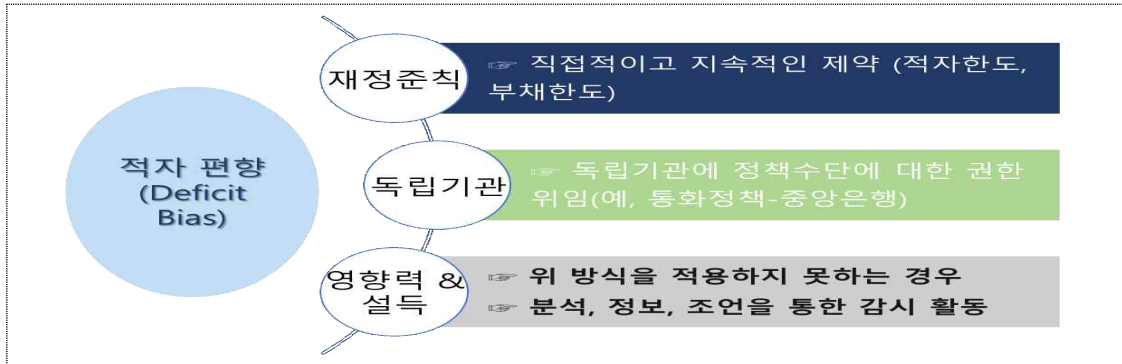 적자 편향
(Deficit
Bias)
재정준칙
☞ 직접적이고 지속적인 제약 (적자한도,
부채한도)
독립기관
☞ 독립기관에 정책수단에 대한 권한
위임(예, 통화정책-중앙은행)
영향력 &
설득
☞ 위 방식을 적용하지 못하는 경우
☞ 분석, 정보, 조언을 통한 감시 활동